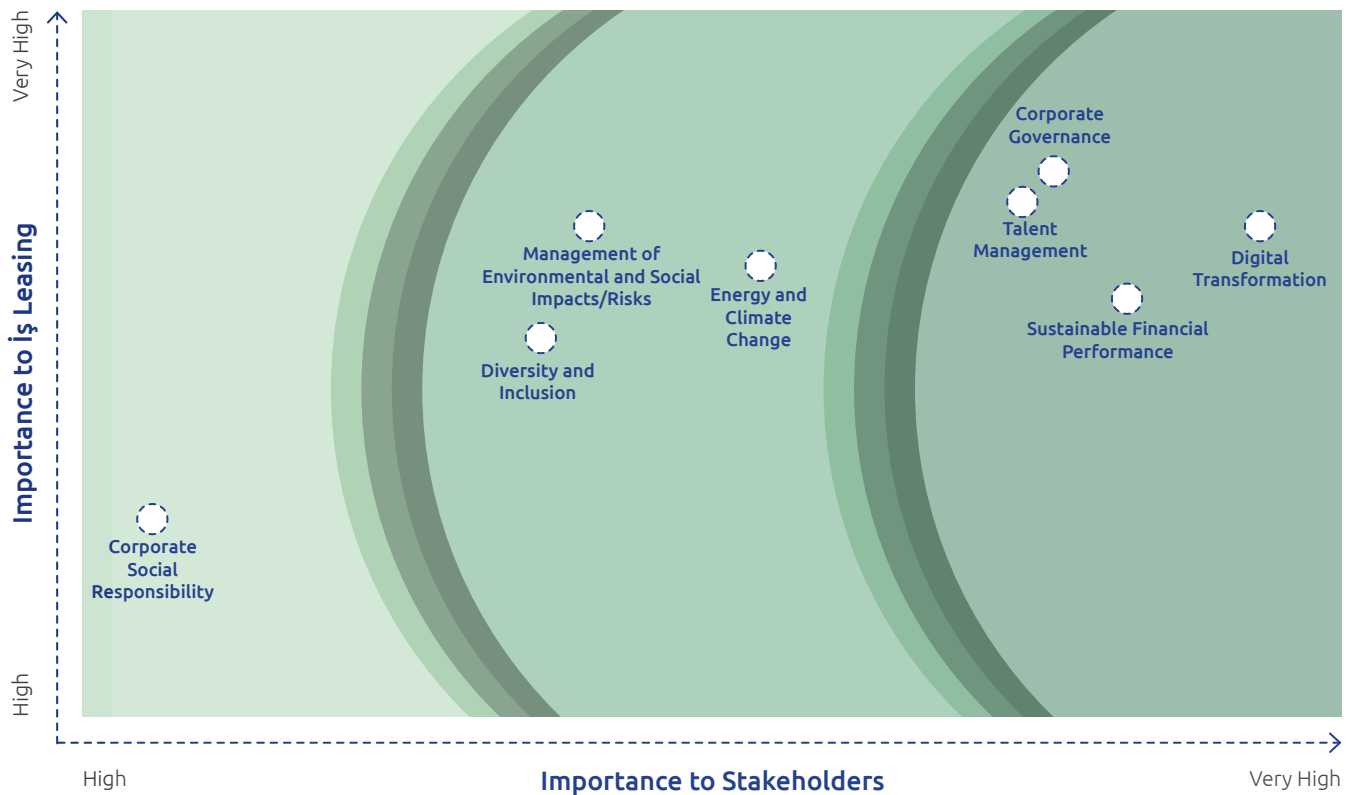 Very High
Importance to İş Leasing
High
Corporate
Governance
Talent
Management
Digital
Transformation
Sustainable Financial
Performance
Management of
Environmental and Social
Impacts/Risks
Energy and
Climate
Change
Diversity and
Inclusion
Corporate
Social
Responsibility
High
Importance to Stakeholders
Very High